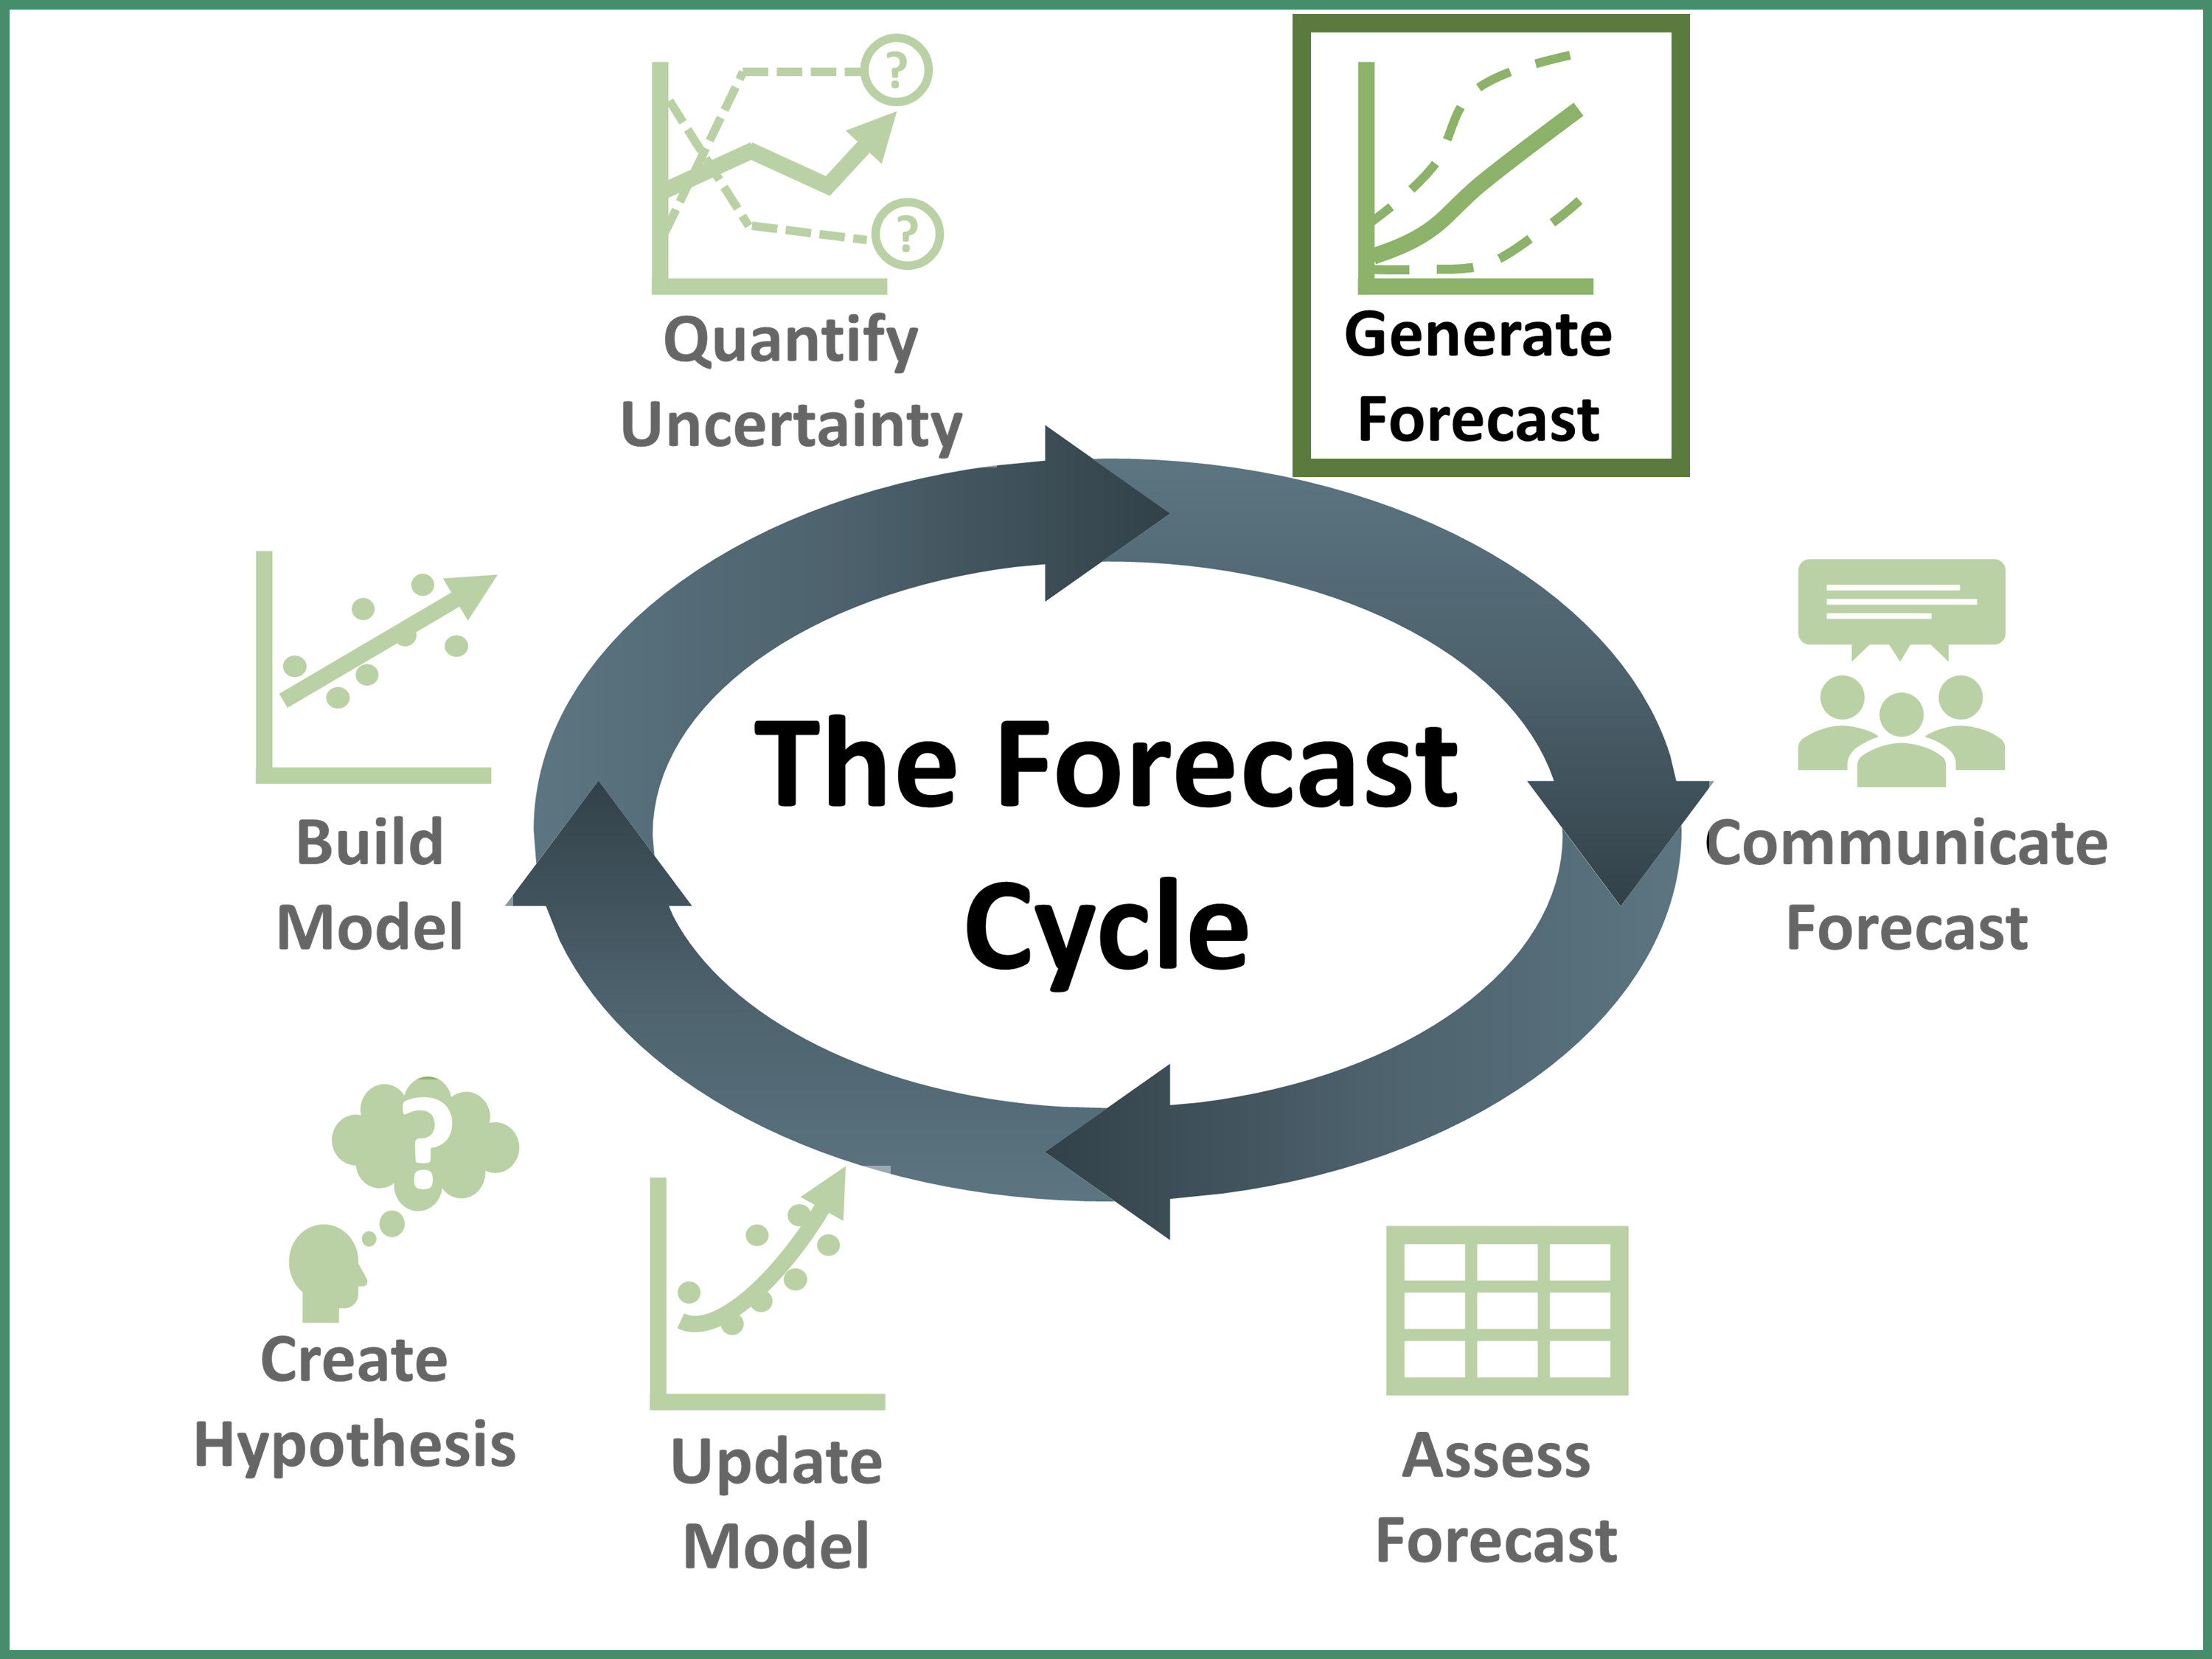 ?
?
Quantify
Uncertainty
Generate
Forecast
Build
Model
The Forecast
Cycle
Communicate
Forecast
?
Create
Hypothesis
Update
Model
Assess
Forecast